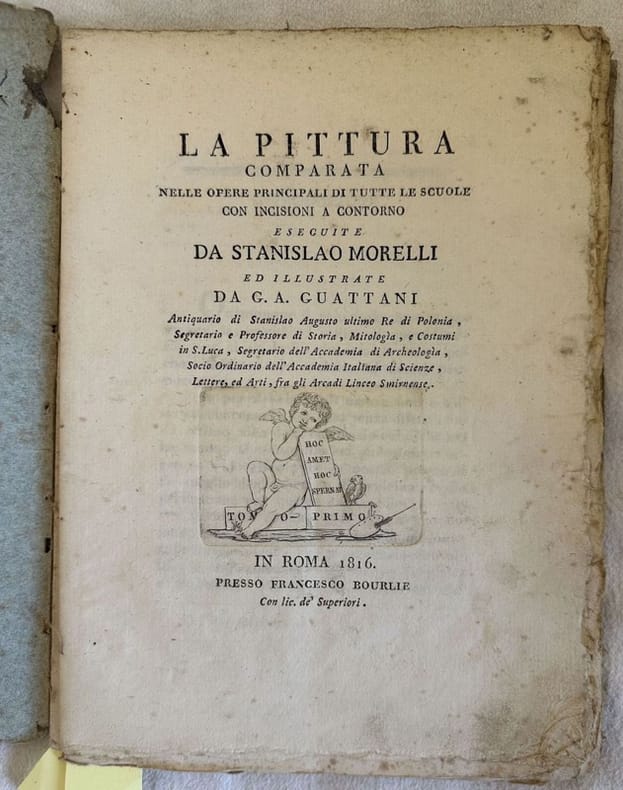 LA PITTURA
COMPARATA
NELLE OPERE PRINCIPALI DI TUTTE LE SCUOLE
CON INCISIONI A CONTORNO
ESEGUITE
DA STANISLAO MORELLI
ED ILLUSTRATE
DA G. A. GUATTANI
Antiquario di Stanislao Augusto ultimo Re di Polonia ,
Segretario e Professore di Storia , Mitologìa , e Costumi
in S. Luca , Segretario dell' Accademia di Archeologìa ,
Socio Ordinario dell' Accademia Italiana di Scienze ,
Lettere, ed Arti , fra gli Arcadi Linceo Smirnense.
HOC
AMET
HOC
SPERNAT
TOMO- PRIMO
IN ROMA 1816.
PRESSO FRANCESCO BOURLIE
Con lic. de' Superiori .